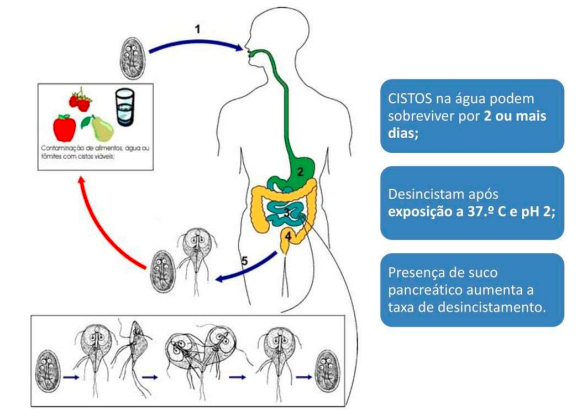 1
Contaminação de alimentos, água ou
fômites com cistos viáveis;
2
3
4
5
CISTOS na água podem
sobreviver por 2 ou mais
dias;
Desincistam após
exposição a 37.º C e pH 2;
Presença de suco
pancreático aumenta a
taxa de desincistamento.